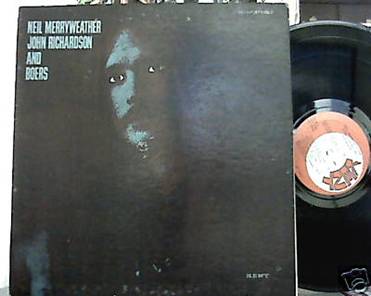 NEIL MERRYWEATHER
JOHN RICHARDSON
AND
BOERS
KENT